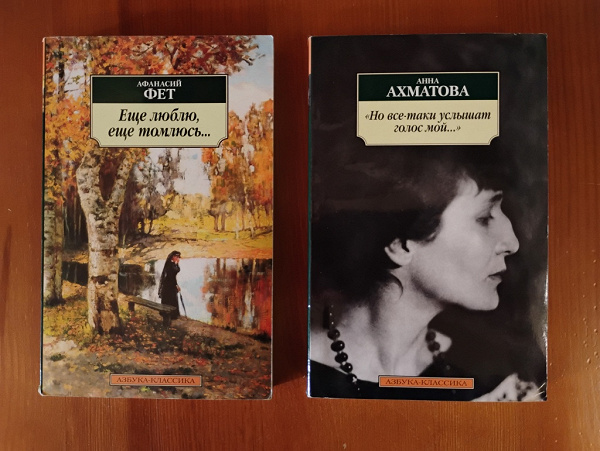 АФАНАСИЙ
ФЕТ
Еще люблю,
еще томлюсь...
АЗБУКА-КЛАССИКА
АННА
АХМАТОВА
«Но все-таки услышат
голос мой...»
АЗБУКА-КЛАССИКА